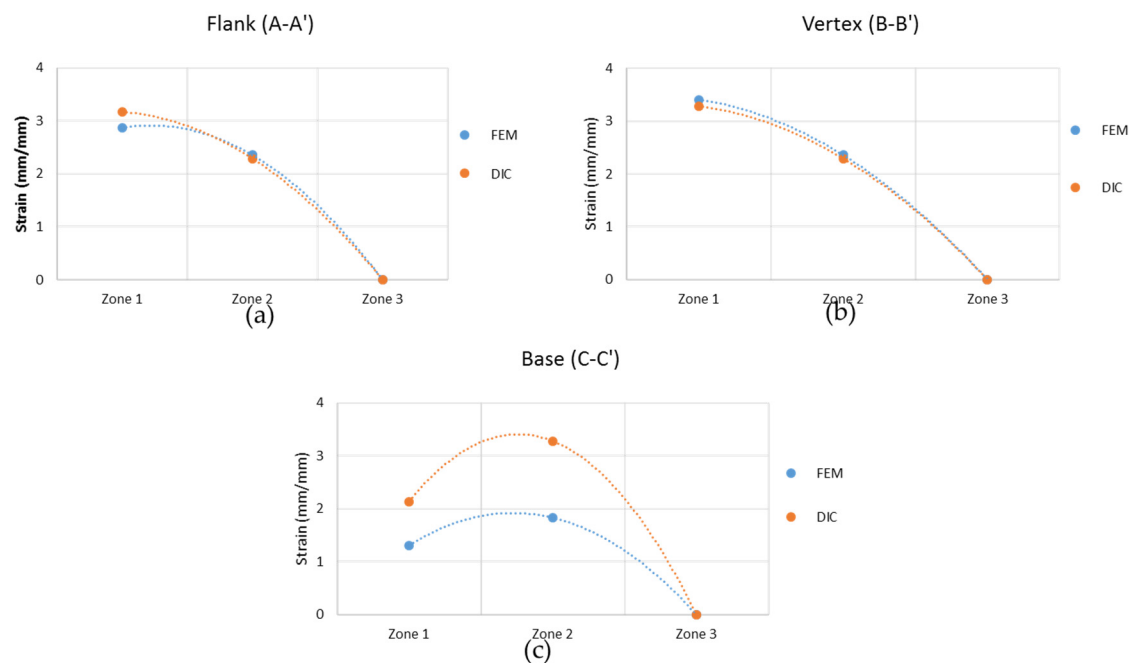 Flank (A-A')
Strain (mm/mm)
4
3
2
1
0
Zone 1
Zone 2
Zone 3
FEM
DIC
(a)
Vertex (B-B')
Strain (mm/mm)
4
3
2
1
0
Zone 1
Zone 2
Zone 3
FEM
DIC
(b)
Base (C-C')
Strain (mm/mm)
4
3
2
1
0
Zone 1
Zone 2
Zone 3
FEM
DIC
(c)